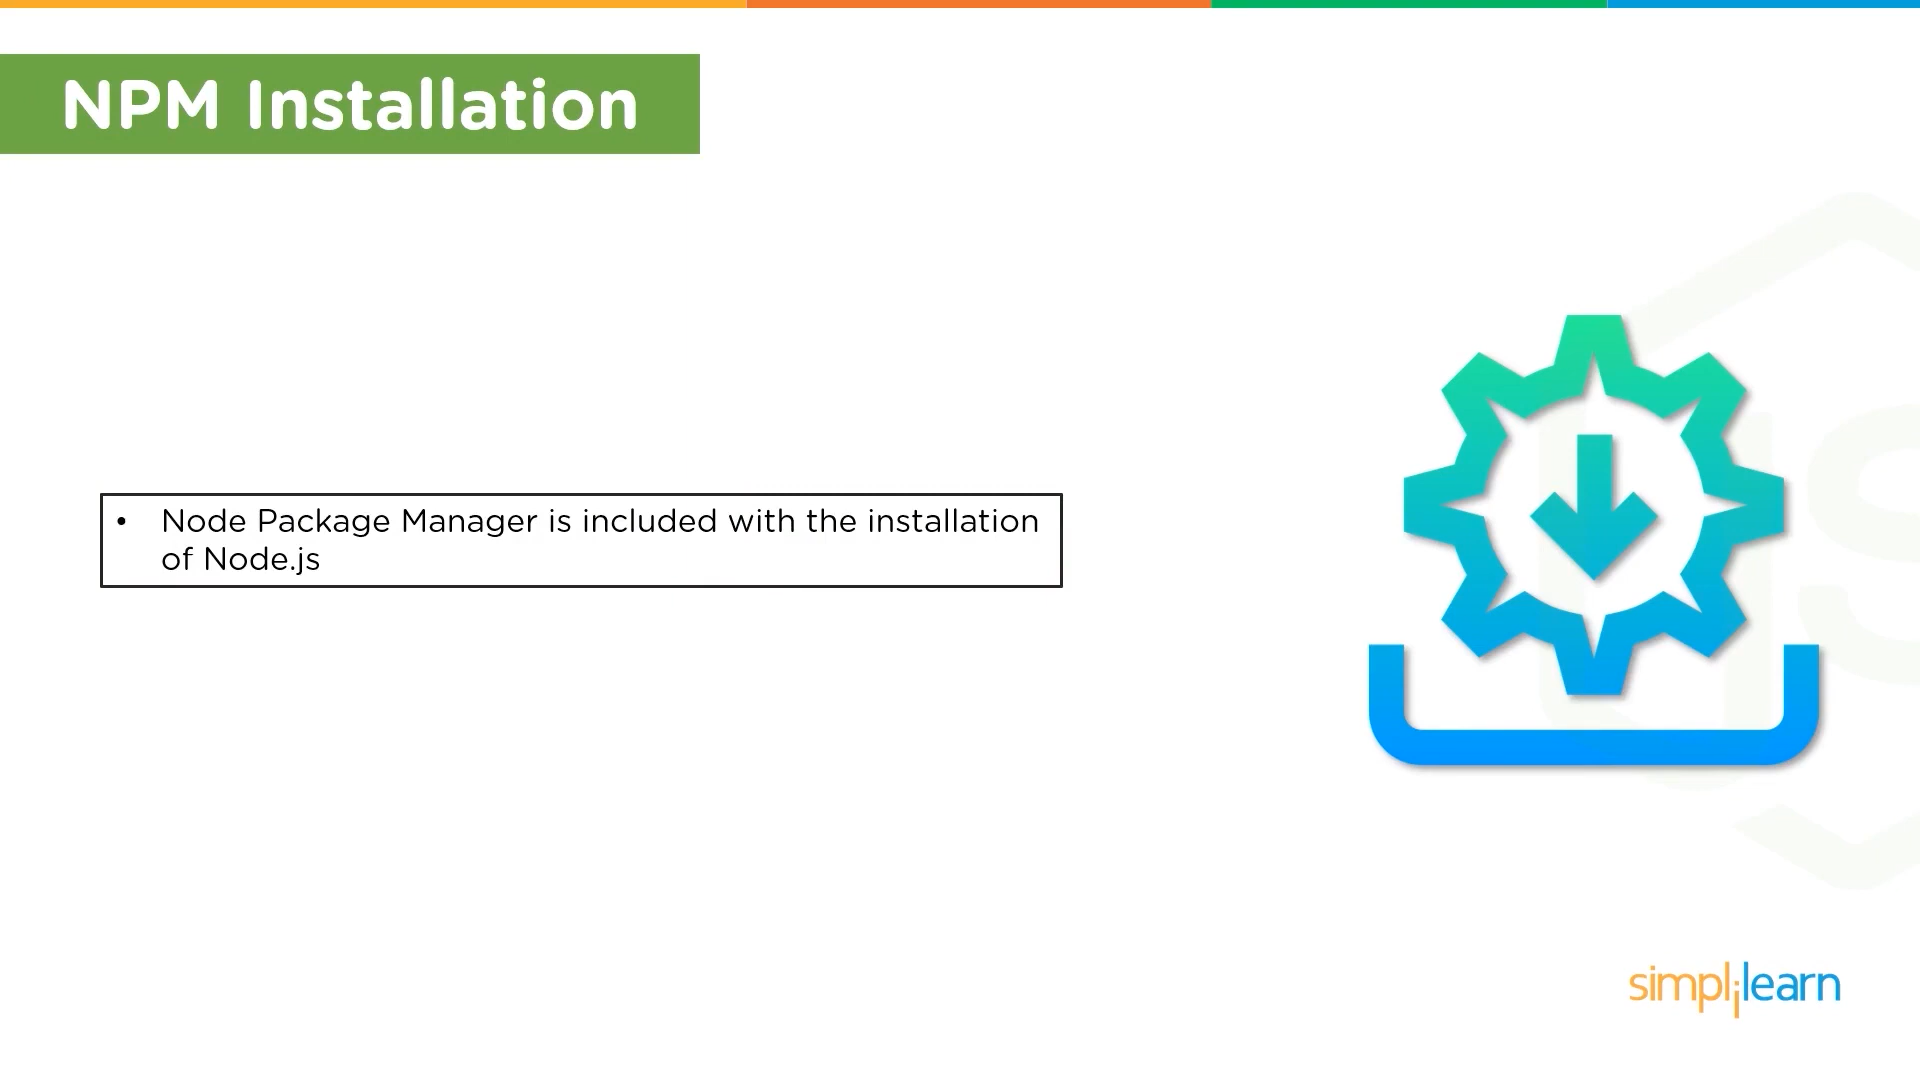 NPM Installation
• Node Package Manager is included with the installation
of Node.js
simplilearn